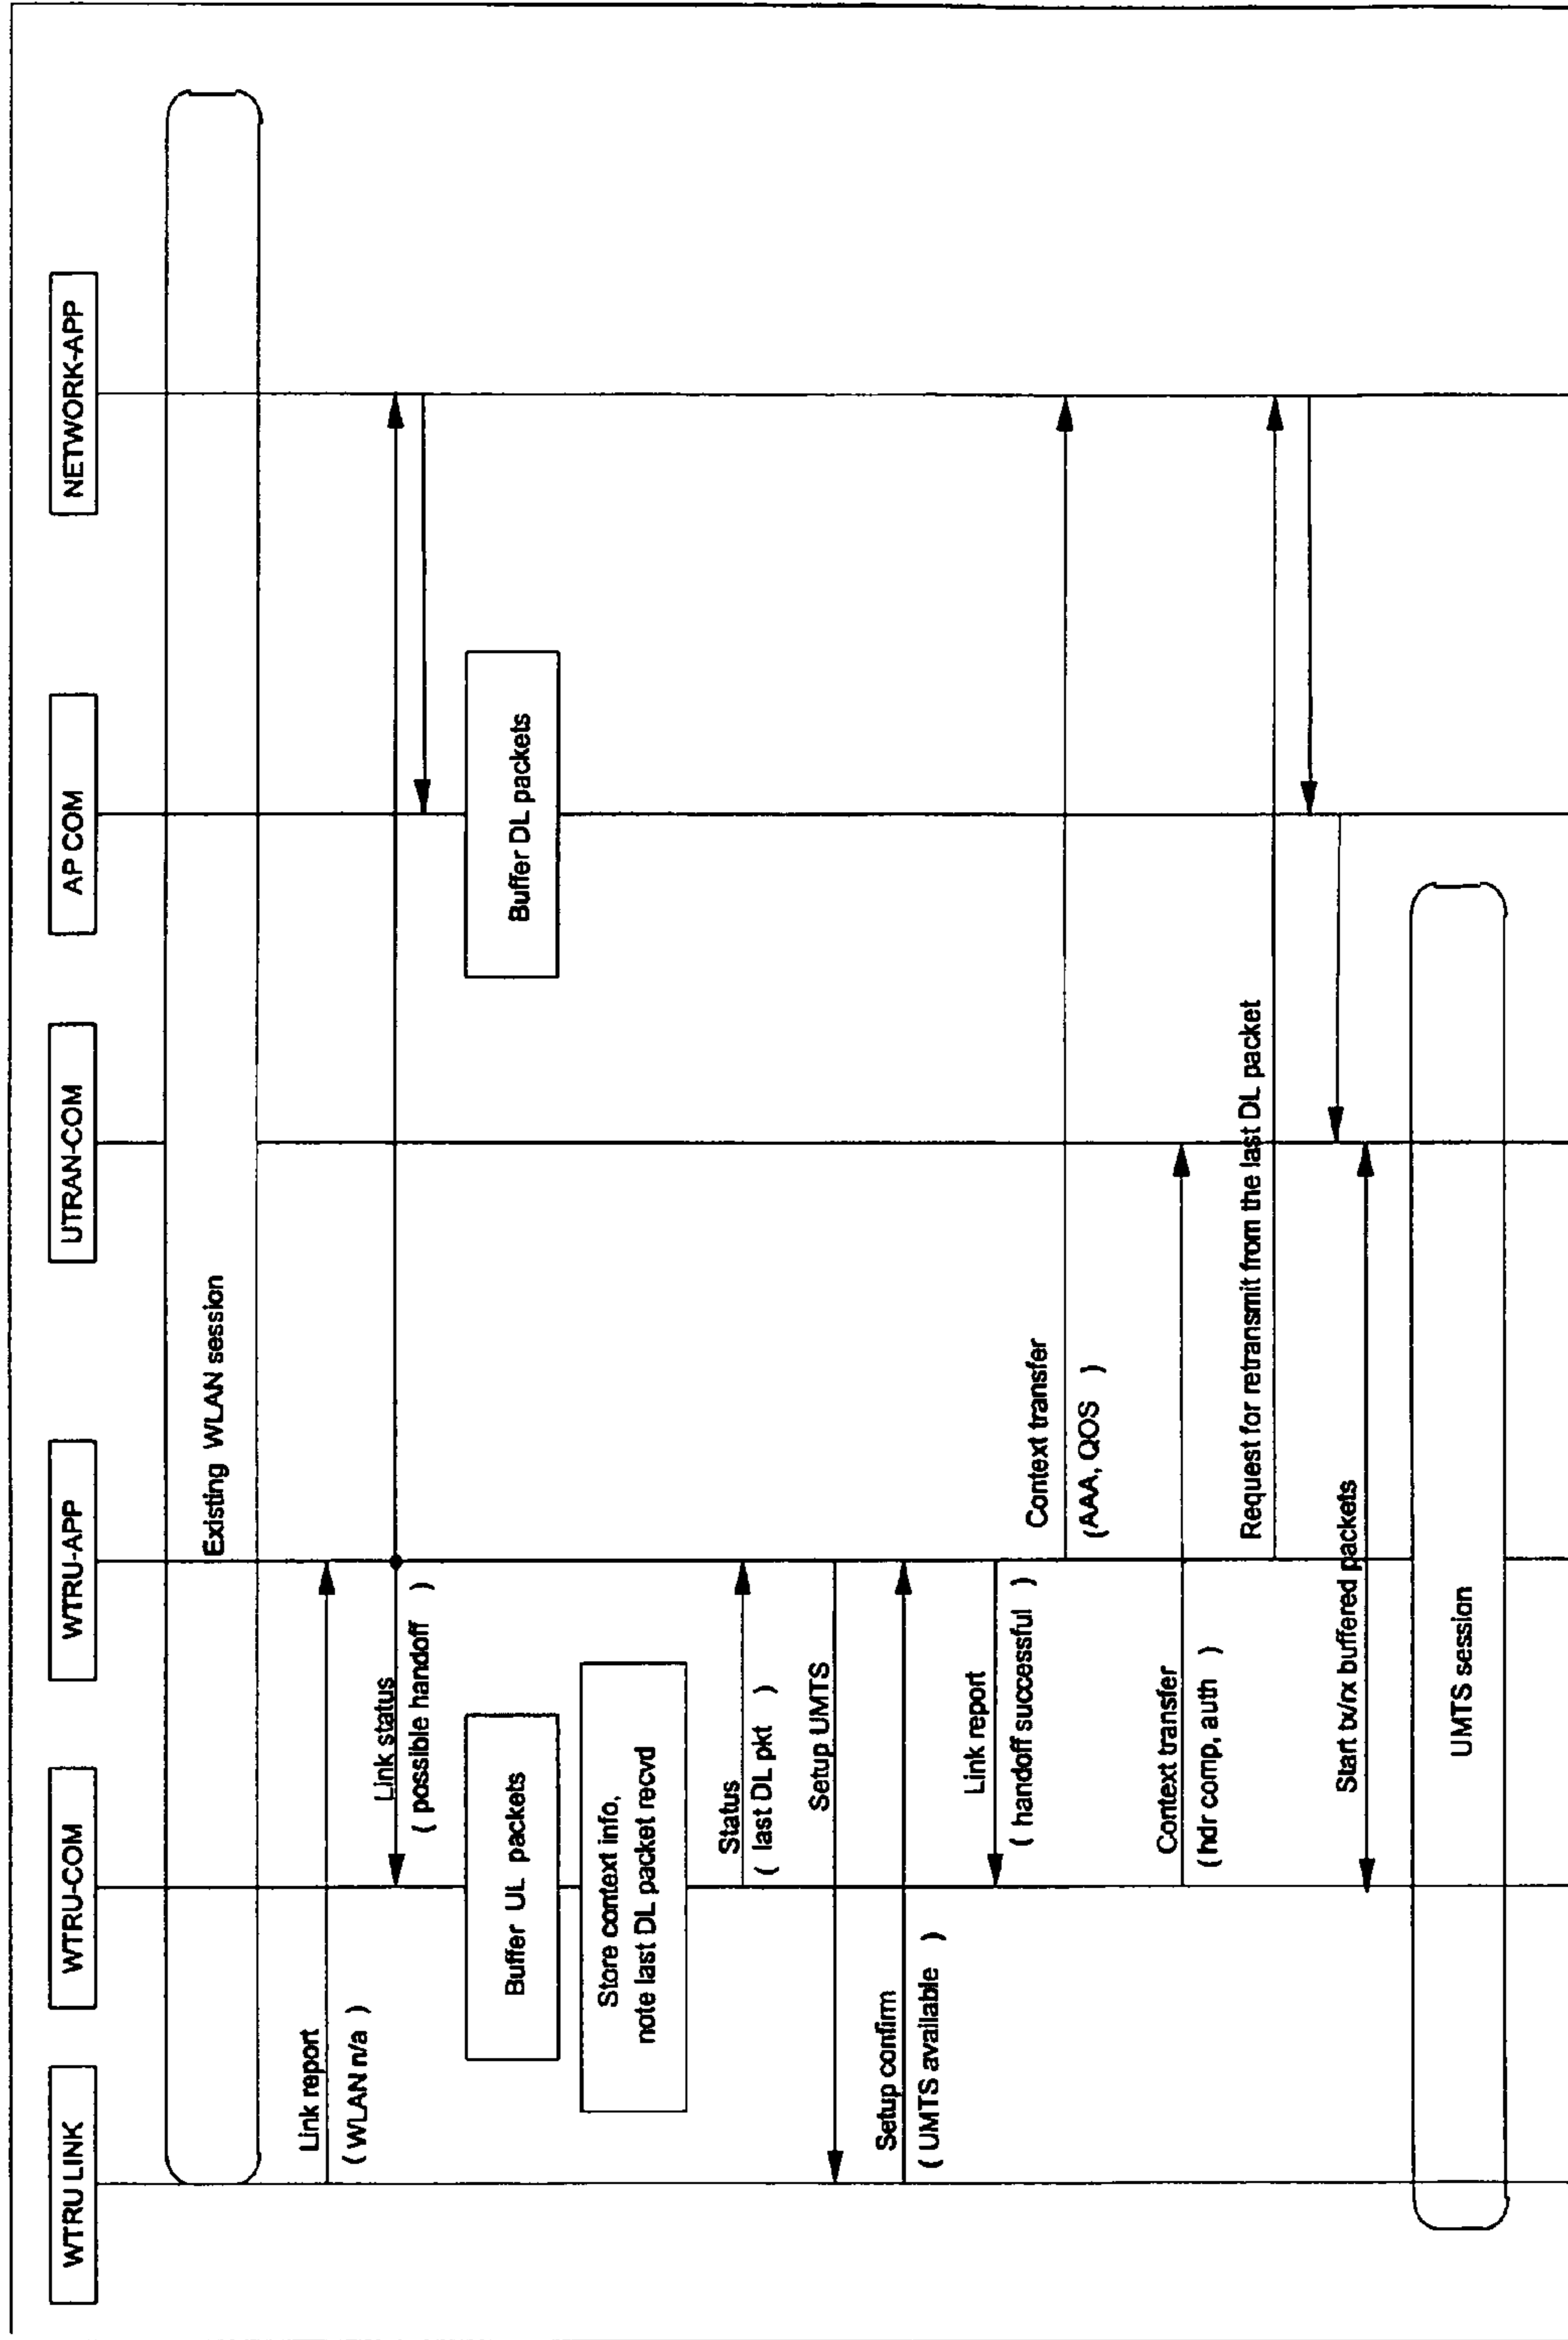 WTRU LINK
WTRU-COM
WTRU-APP
UTRAN-COM
AP COM
NETWORK-APP
Existing WLAN session
Link report
( WLAN n/a )
Link status
( possible handoff )
Buffer UL packets
Buffer DL packets
Store context info,
note last DL packet recvd
Status
( last DL pkt )
Setup UMTS
Setup confirm
( UMTS available )
Link report
( handoff successful )
Context transfer
(AAA, QOS )
Context transfer
( hdr comp, auth )
Request for retransmit from the last DL packet
Start tx/rx buffered packets
UMTS session